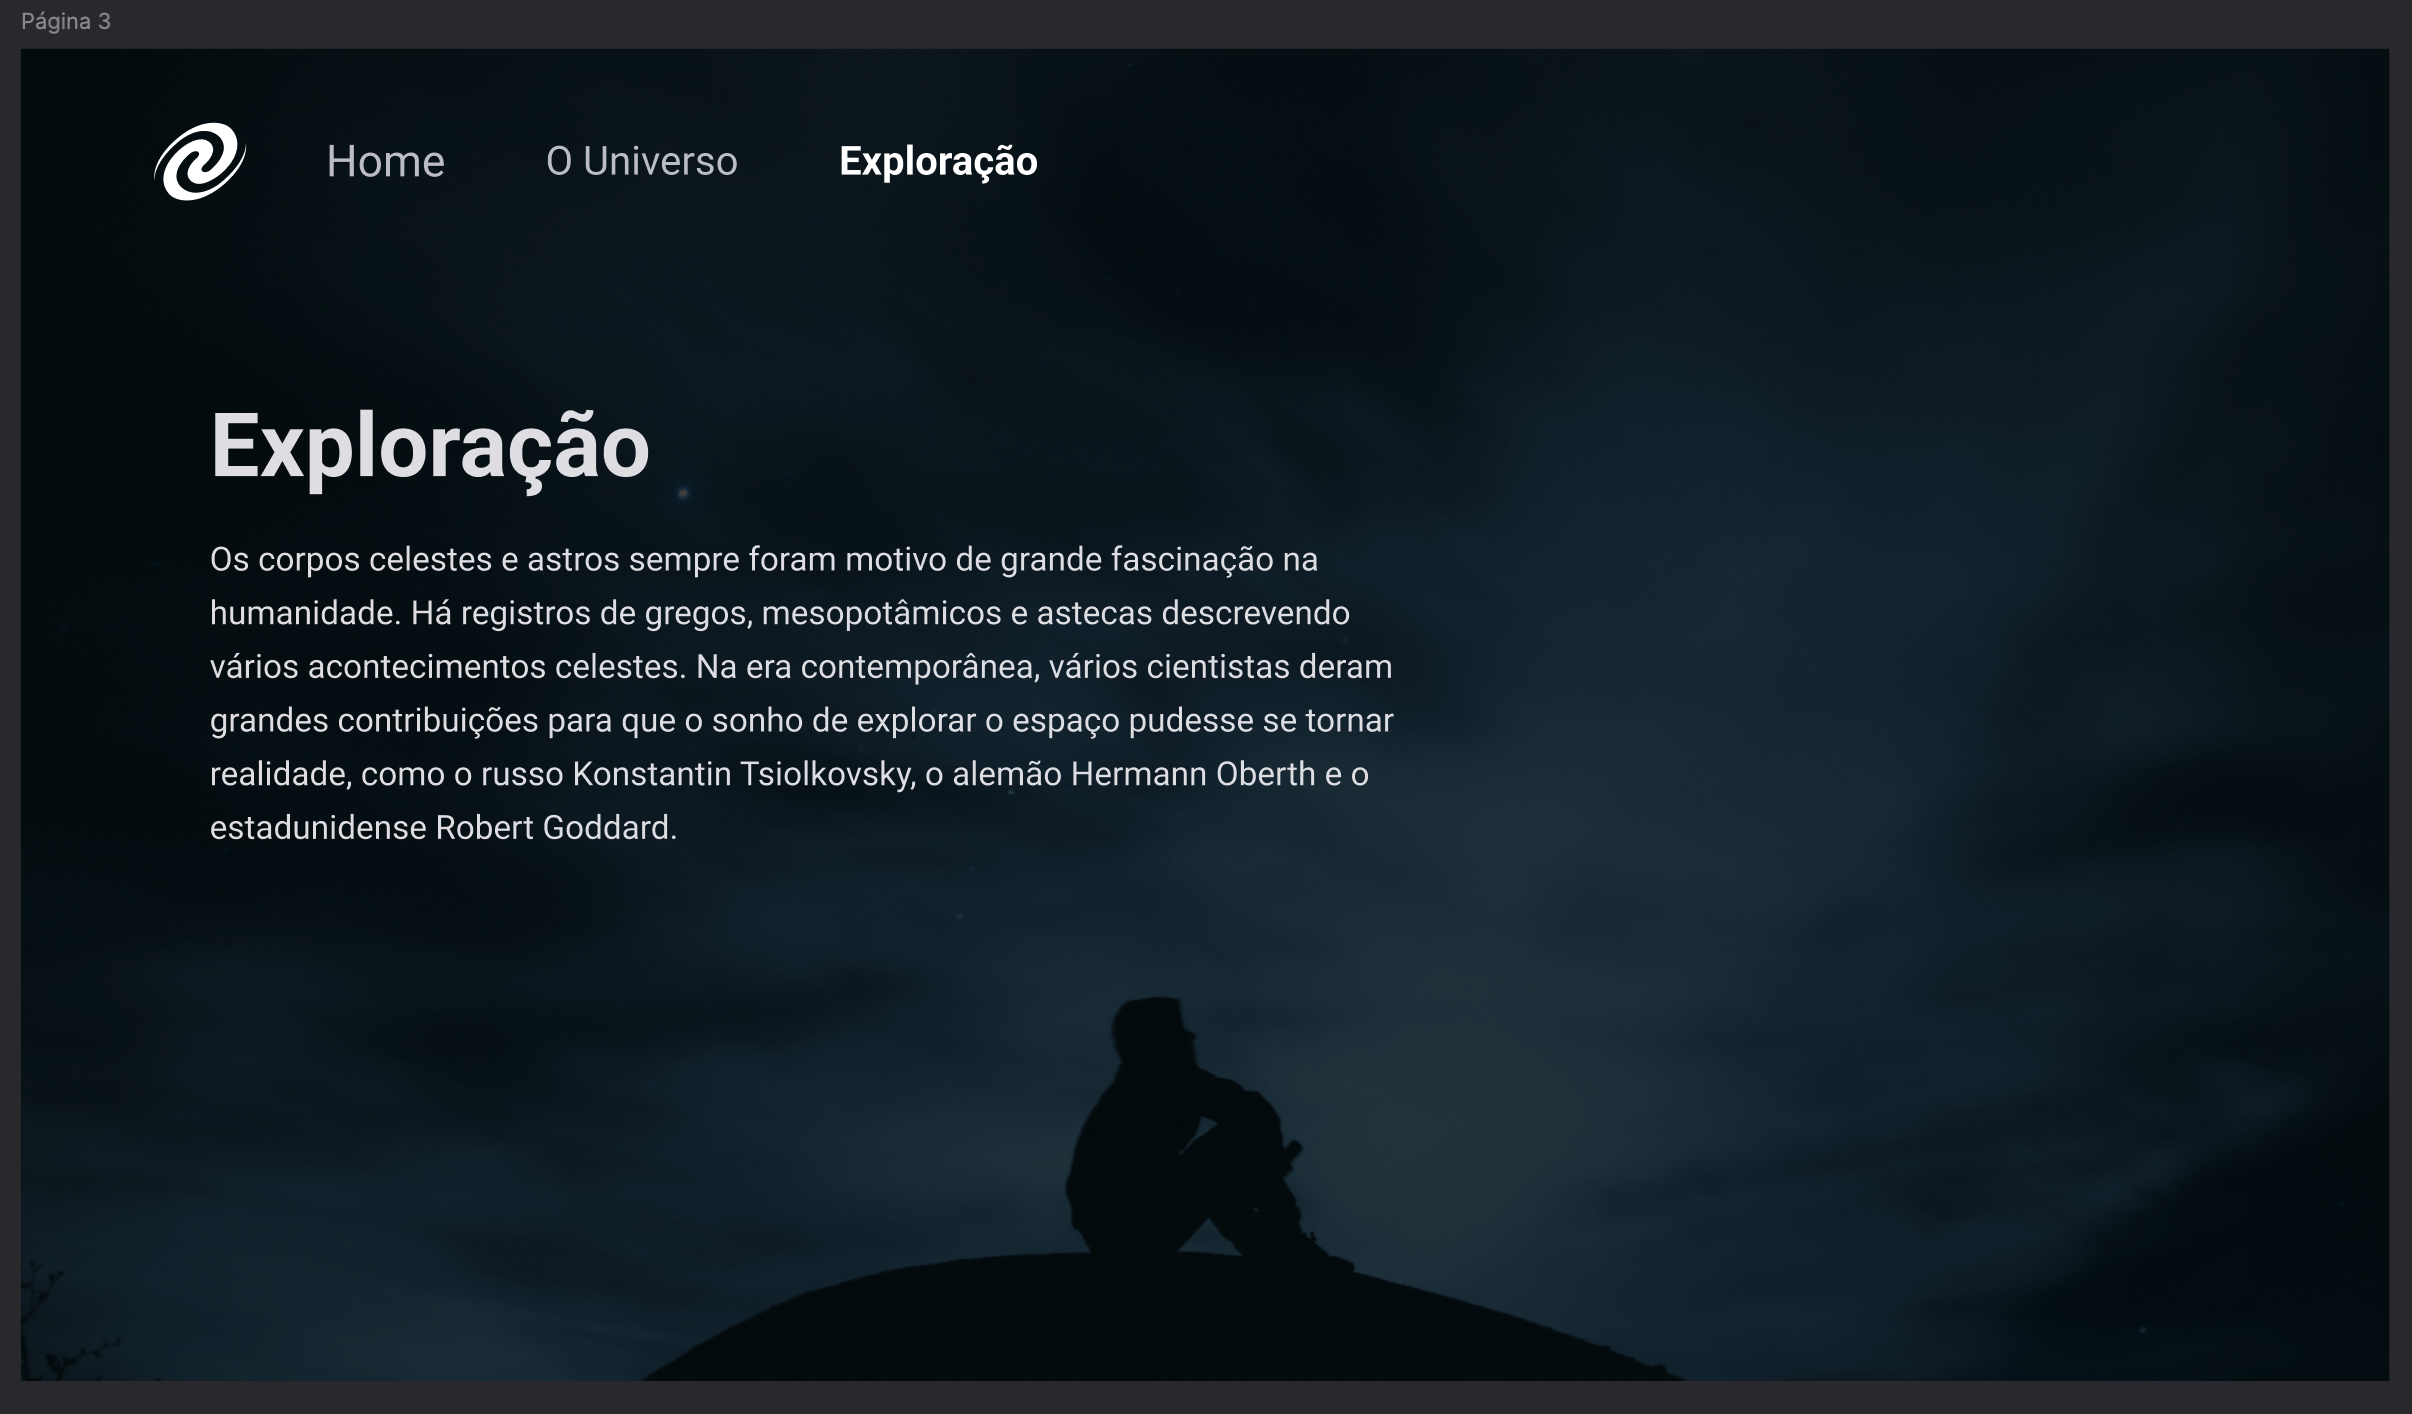 Página 3
Home
O Universo
Exploração
Exploração
Os corpos celestes e astros sempre foram motivo de grande fascinação na
humanidade. Há registros de gregos, mesopotâmicos e astecas descrevendo
vários acontecimentos celestes. Na era contemporânea, vários cientistas deram
grandes contribuições para que o sonho de explorar o espaço pudesse se tornar
realidade, como o russo Konstantin Tsiolkovsky, o alemão Hermann Oberth e o
estadunidense Robert Goddard.